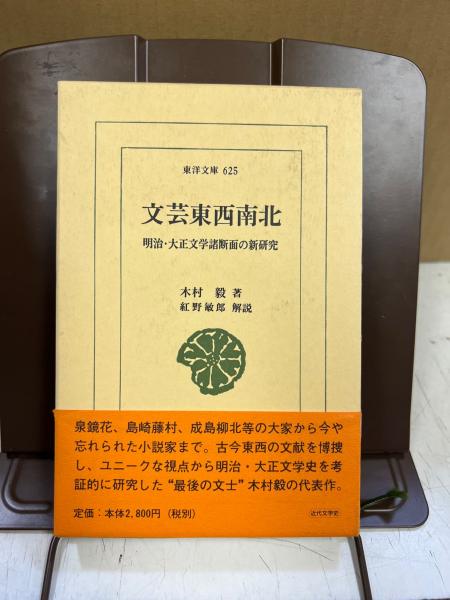 東洋文庫 625
文芸東西南北
明治・大正文学諸断面の新研究
木村 毅 著
紅野敏郎 解説
泉鏡花、島崎藤村、成島柳北等の大家から今や
忘れられた小説家まで。古今東西の文献を博捜
し、ユニークな視点から明治・大正文学史を考
証的に研究した“最後の文士”木村毅の代表作。
定価：本体2,800円（税別）
近代文学史